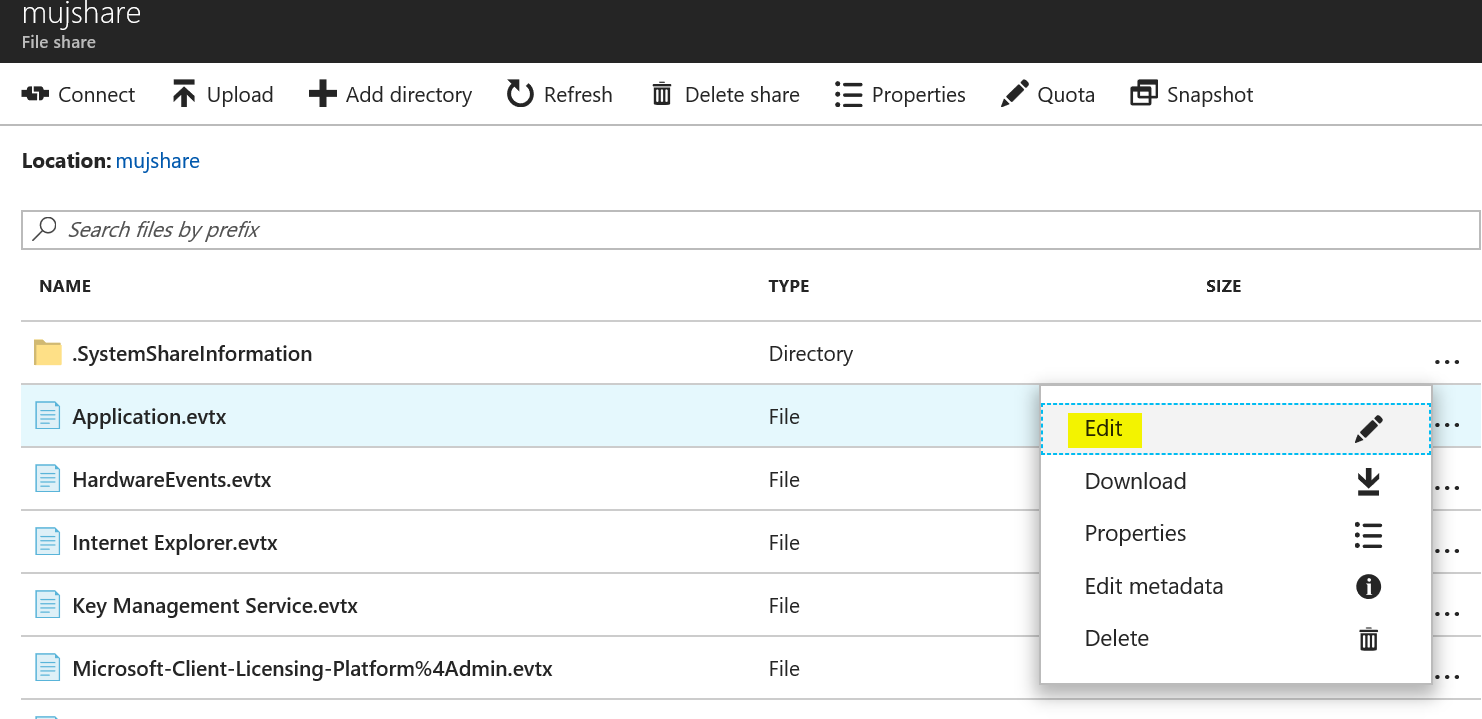 mujshare
File share
Connect Upload Add directory Refresh Delete share Properties Quota Snapshot
Location: mujshare
Search files by prefix
NAME TYPE SIZE
.SystemShareInformation Directory ...
Application.evtx File ...
Edit
HardwareEvents.evtx File ...
Download
Properties
Internet Explorer.evtx File ...
Edit metadata
Key Management Service.evtx File ...
Delete
Microsoft-Client-Licensing-Platform%4Admin.evtx File ...